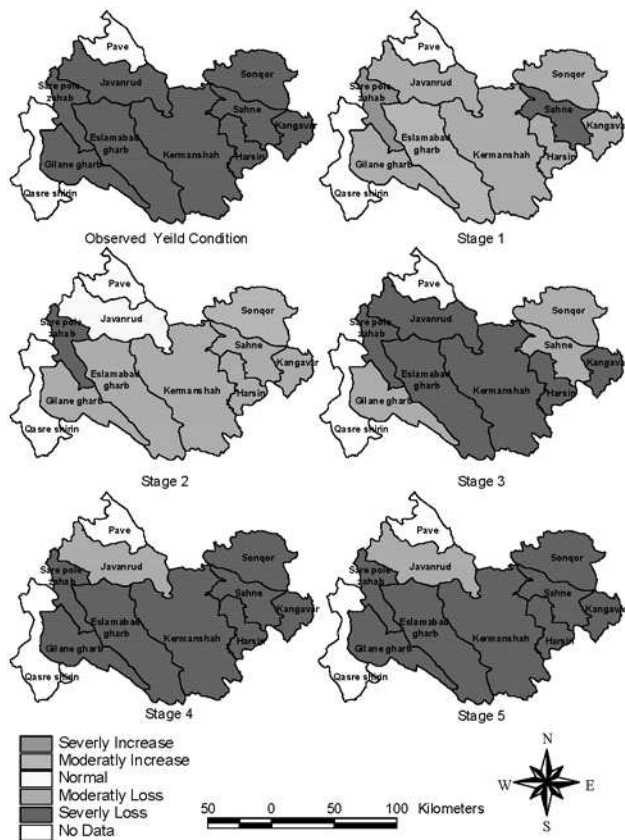 Pave
Sonqor
Sare pole
zahab
Javanrud
Sahne
Kangavar
Eslamabad
gharb
Kermanshah
Harsin
Gilane gharb
Qasre shirin
Observed Yeild Condition
Pave
Sonqor
Sare pole
zahab
Javanrud
Sahne
Kangavar
Eslamabad
gharb
Kermanshah
Harsin
Gilane gharb
Qasre shirin
Stage 1
Pave
Sonqor
Sare pole
zahab
Javanrud
Sahne
Kangavar
Eslamabad
gharb
Kermanshah
Harsin
Gilane gharb
Qasre shirin
Stage 2
Pave
Sonqor
Sare pole
zahab
Javanrud
Sahne
Kangavar
Eslamabad
gharb
Kermanshah
Harsin
Gilane gharb
Qasre shirin
Stage 3
Pave
Sonqor
Sare pole
zahab
Javanrud
Sahne
Kangavar
Eslamabad
gharb
Kermanshah
Harsin
Gilane gharb
Qasre shirin
Stage 4
Pave
Sonqor
Sare pole
zahab
Javanrud
Sahne
Kangavar
Eslamabad
gharb
Kermanshah
Harsin
Gilane gharb
Qasre shirin
Stage 5
Severly Increase
Moderatly Increase
Normal
Moderatly Loss
Severly Loss
No Data
50 0 50 100 Kilometers
N
W E
S